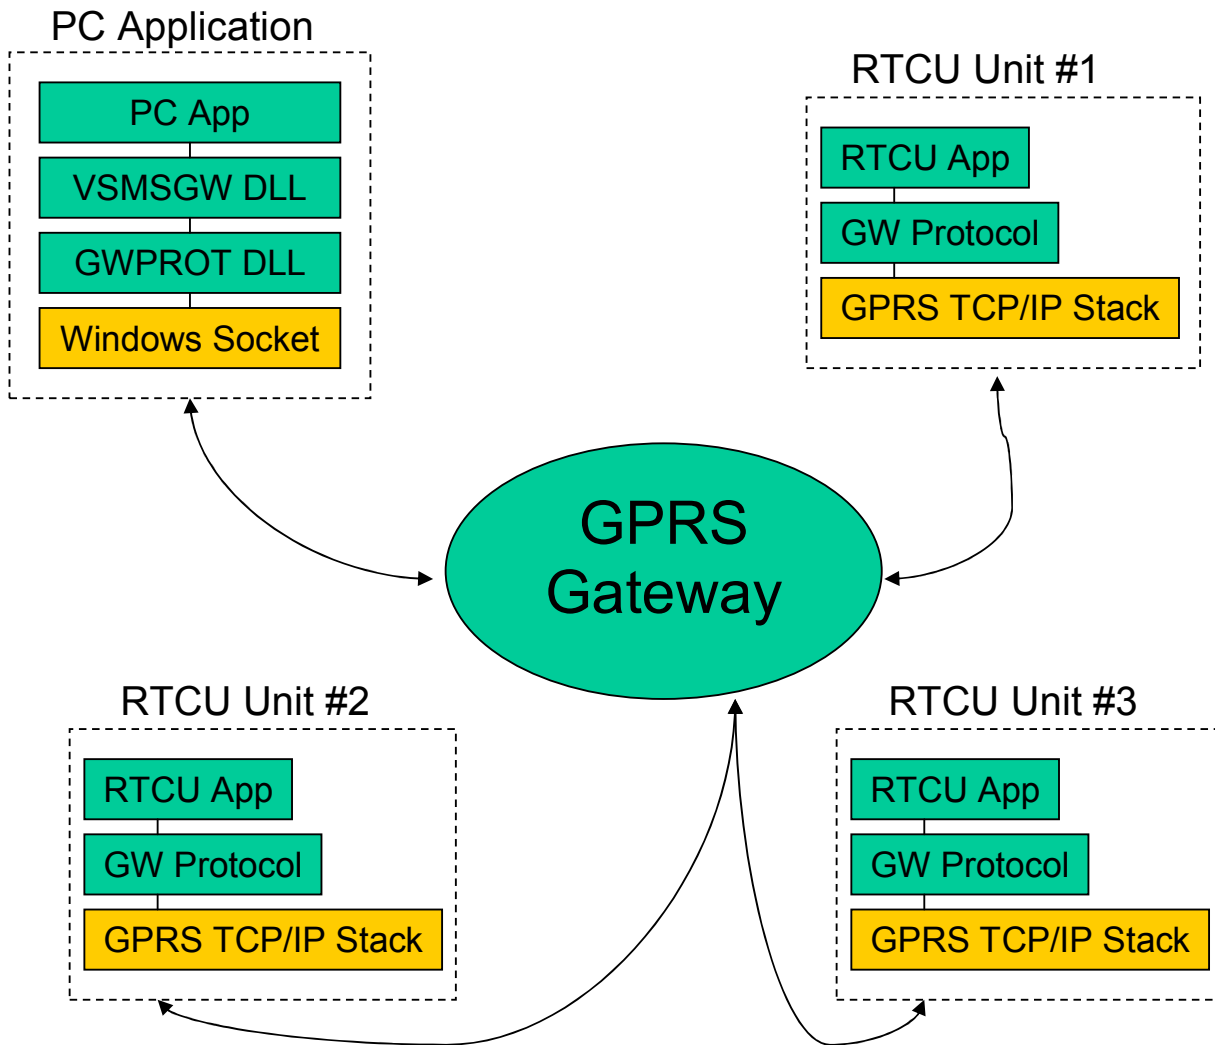 PC Application
PC App
VSMSGW DLL
GWPROT DLL
Windows Socket
RTCU Unit #1
RTCU App
GW Protocol
GPRS TCP/IP Stack
GPRS
Gateway
RTCU Unit #2
RTCU App
GW Protocol
GPRS TCP/IP Stack
RTCU Unit #3
RTCU App
GW Protocol
GPRS TCP/IP Stack